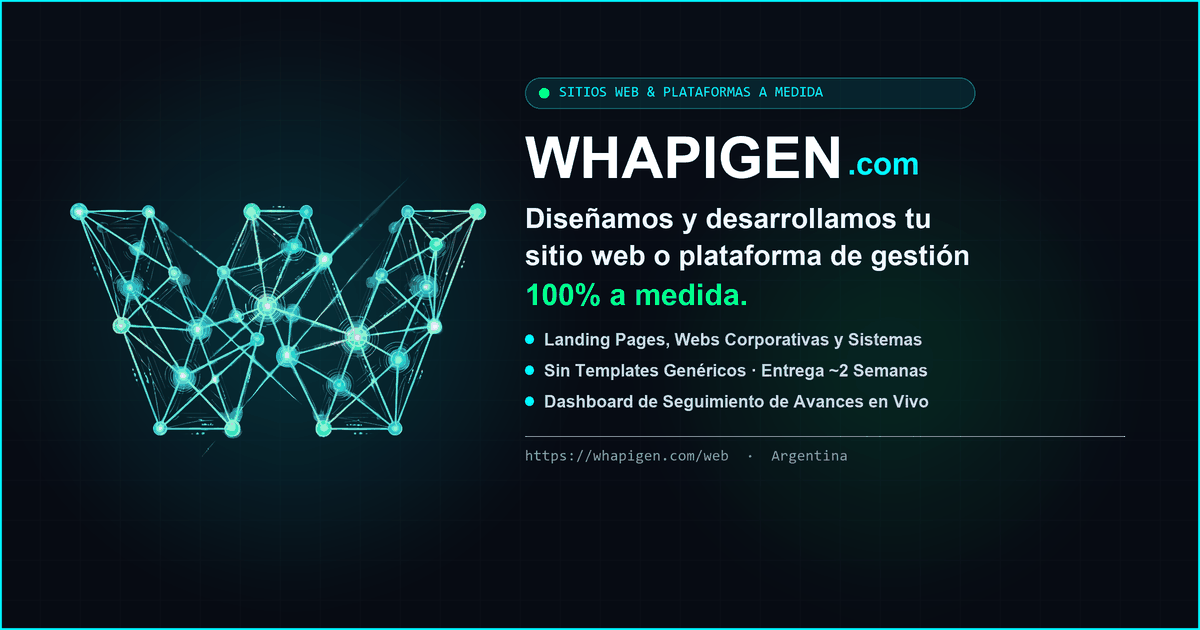 SITIOS WEB & PLATAFORMAS A MEDIDA
WHAPIGEN.com
Diseñamos y desarrollamos tu
sitio web o plataforma de gestión
100% a medida.
Landing Pages, Webs Corporativas y Sistemas
Sin Templates Genéricos · Entrega ~2 Semanas
Dashboard de Seguimiento de Avances en Vivo
https://whapigen.com/web · Argentina